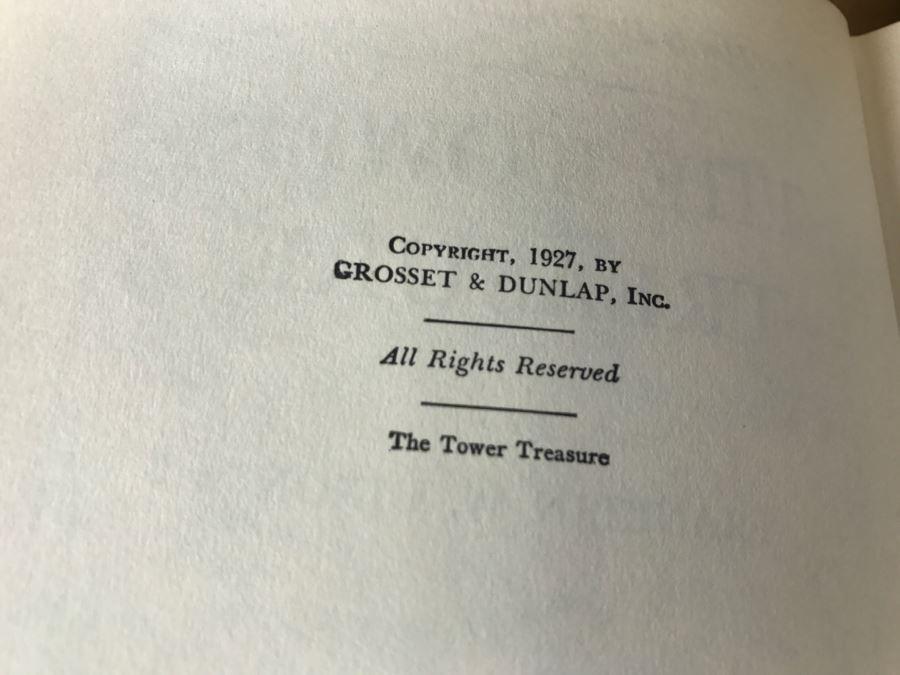 COPYRIGHT, 1927, BY
GROSSET & DUNLAP, INC.
All Rights Reserved
The Tower Treasure